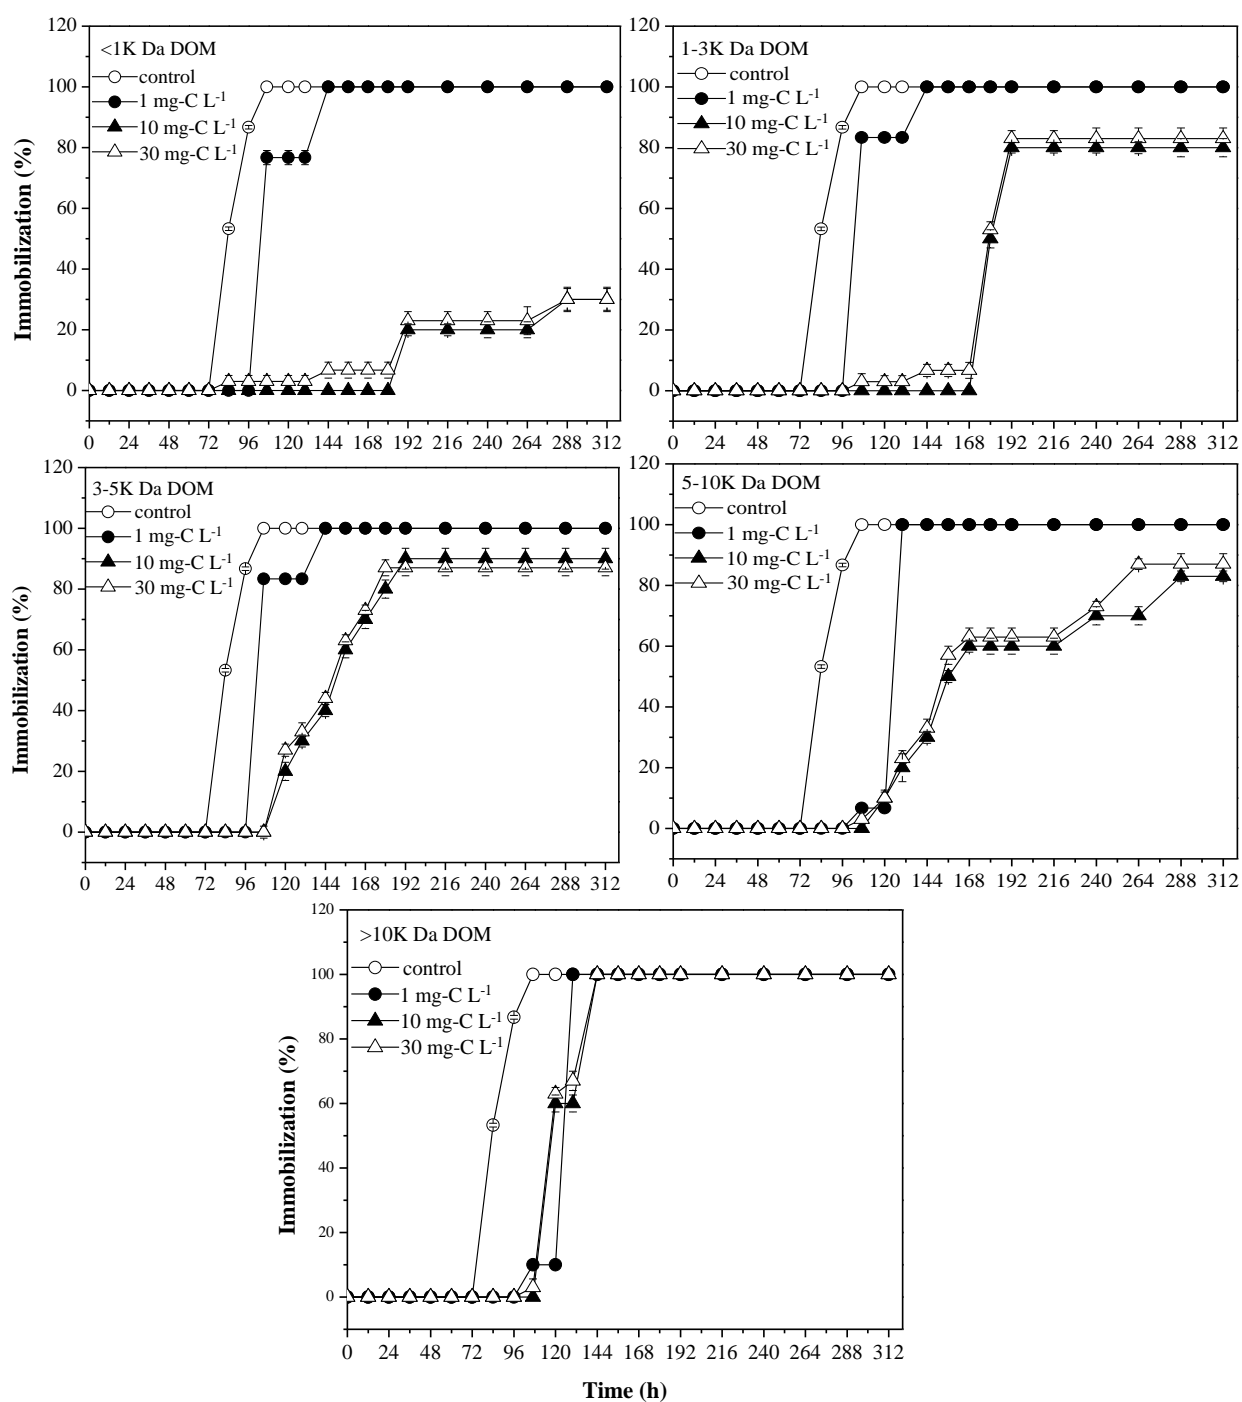 <1K Da DOM
control
1 mg-C L-1
10 mg-C L-1
30 mg-C L-1
Immobilization (%)
120
100
80
60
40
20
0
0 24 48 72 96 120 144 168 192 216 240 264 288 312
1-3K Da DOM
control
1 mg-C L-1
10 mg-C L-1
30 mg-C L-1
120
100
80
60
40
20
0
0 24 48 72 96 120 144 168 192 216 240 264 288 312
3-5K Da DOM
control
1 mg-C L-1
10 mg-C L-1
30 mg-C L-1
Immobilization (%)
120
100
80
60
40
20
0
0 24 48 72 96 120 144 168 192 216 240 264 288 312
5-10K Da DOM
control
1 mg-C L-1
10 mg-C L-1
30 mg-C L-1
120
100
80
60
40
20
0
0 24 48 72 96 120 144 168 192 216 240 264 288 312
>10K Da DOM
control
1 mg-C L-1
10 mg-C L-1
30 mg-C L-1
Immobilization (%)
120
100
80
60
40
20
0
0 24 48 72 96 120 144 168 192 216 240 264 288 312
Time (h)